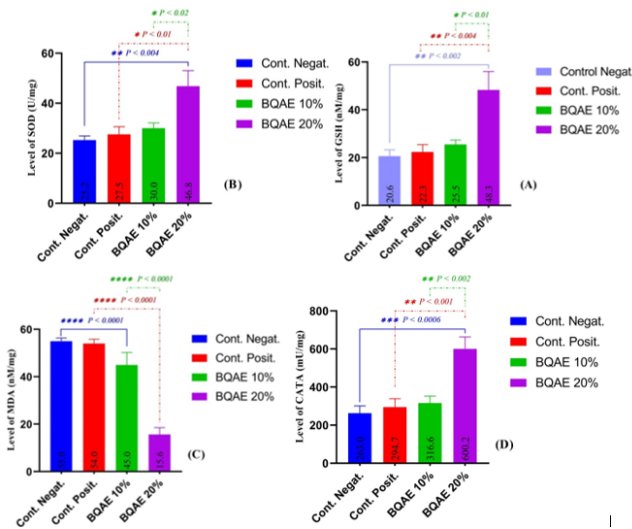 * P < 0.02
* P < 0.01
** P < 0.004
Level of SOD (U/mg)
60
40
20
0
27.5
30.0
46.8
Cont. Negat.
Cont. Posit.
BQAE 10%
BQAE 20%
Cont. Negat.
Cont. Posit.
BQAE 10%
BQAE 20%
(B)
* P < 0.01
** P < 0.004
** P < 0.002
Level of GSH (nM/mg)
60
40
20
0
20.6
22.3
25.5
48.3
Cont. Negat.
Cont. Posit.
BQAE 10%
BQAE 20%
Control Negat
Cont. Posit.
BQAE 10%
BQAE 20%
(A)
**** P < 0.0001
**** P < 0.0001
**** P < 0.0001
Level of MDA (nM/mg)
60
40
20
0
54.0
45.0
15.6
Cont. Negat.
Cont. Posit.
BQAE 10%
BQAE 20%
Cont. Negat.
Cont. Posit.
BQAE 10%
BQAE 20%
(C)
** P < 0.002
** P < 0.001
*** P < 0.0006
Level of CATA (mU/mg)
800
600
400
200
0
294.7
316.6
600.2
Cont. Negat.
Cont. Posit.
BQAE 10%
BQAE 20%
Cont. Negat.
Cont. Posit.
BQAE 10%
BQAE 20%
(D)